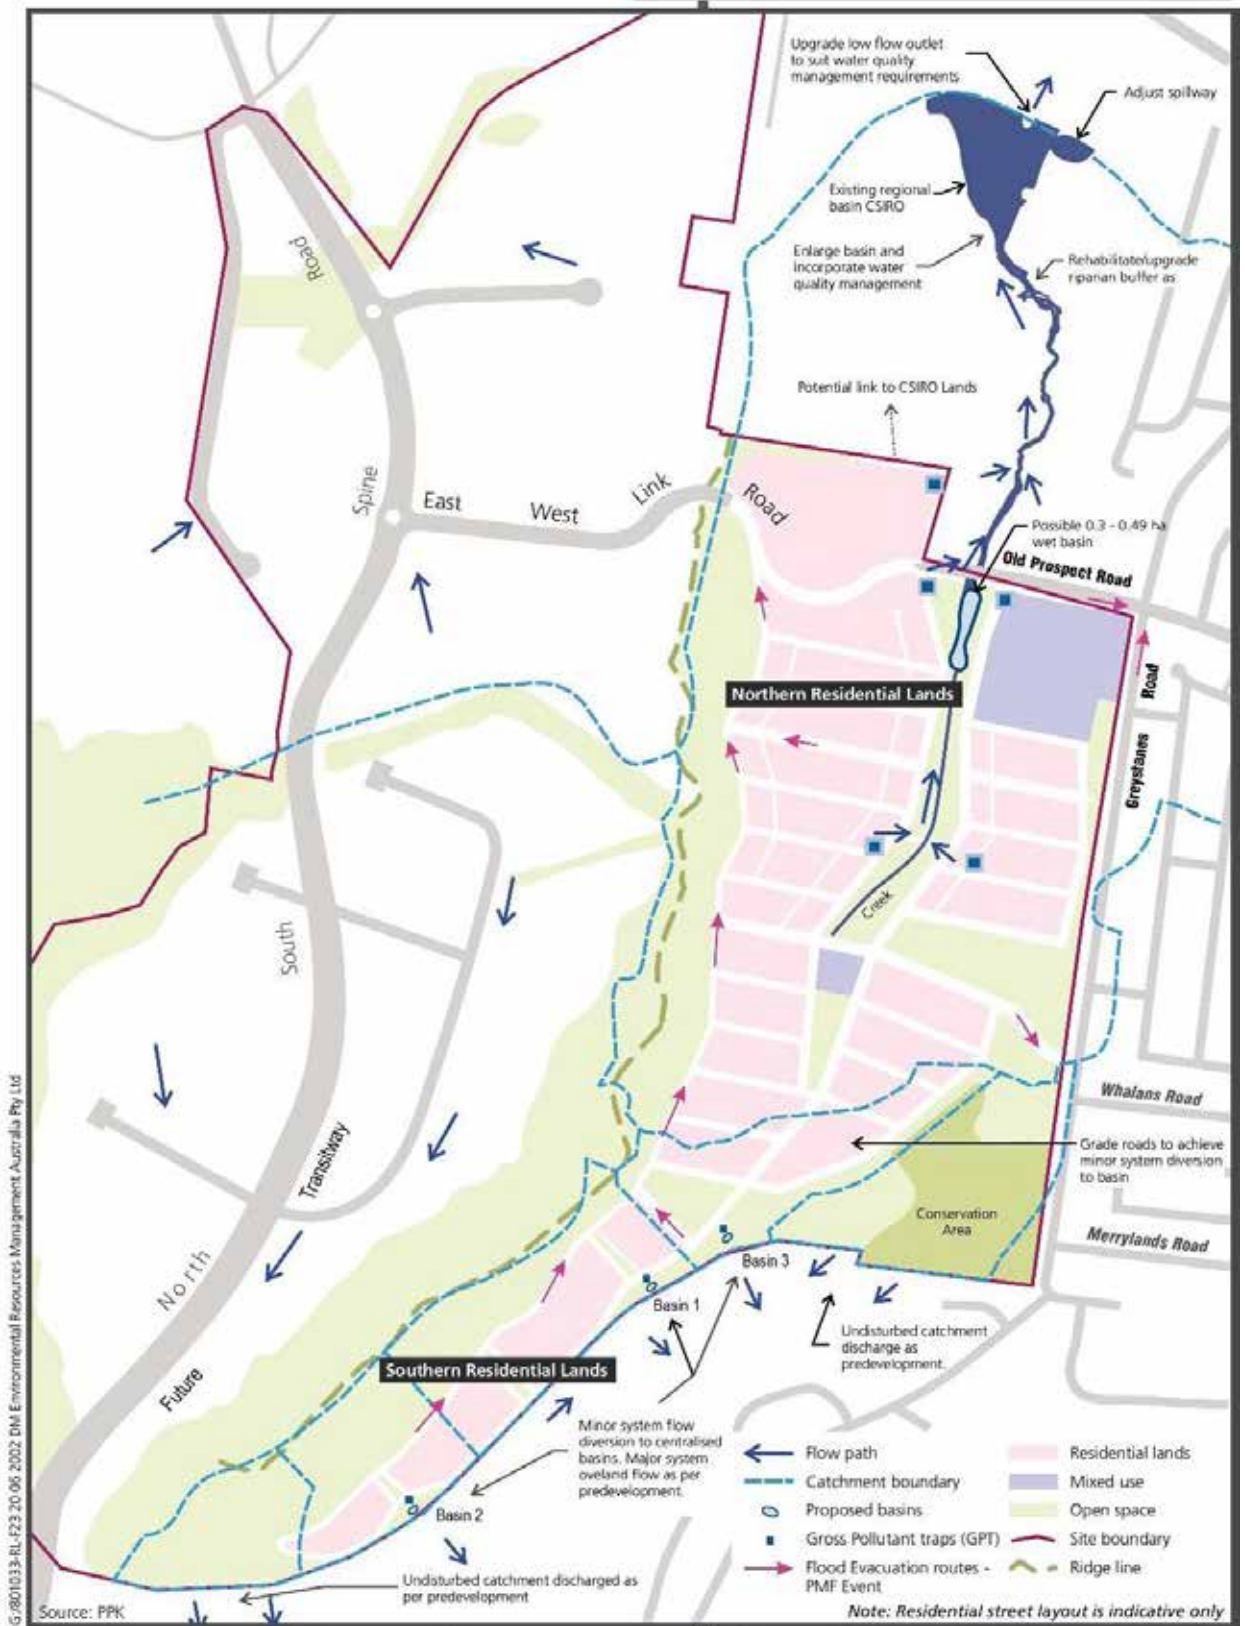 Upgrade low flow outlet
to suit water quality
management requirements
Adjust spillway
Existing regional
basin CSIRO
Enlarge basin and
incorporate water
quality management
Rehabilitate/upgrade
riparian buffer as
Potential link to CSIRO Lands
Road
Spine
East West Link Road
Possible 0.3 - 0.49 ha
wet basin
Old Prospect Road
Northern Residential Lands
Greystanes Road
Creek
South
Whalans Road
Grade roads to achieve
minor system diversion
to basin
Conservation
Area
Merrylands Road
Transitway
North
Future
Basin 3
Basin 1
Undisturbed catchment
discharge as
predevelopment.
Southern Residential Lands
Minor system flow
diversion to centralised
basins. Major system
oveland flow as per
predevelopment.
Basin 2
Undisturbed catchment discharged as
per predevelopment
Flow path
Catchment boundary
Proposed basins
Gross Pollutant traps (GPT)
Flood Evacuation routes -
PMF Event
Residential lands
Mixed use
Open space
Site boundary
Ridge line
Source: PPK
Note: Residential street layout is indicative only
G:/801033-RL-F23 20 06 2002 DM Environmental Resources Management Australia Pty Ltd